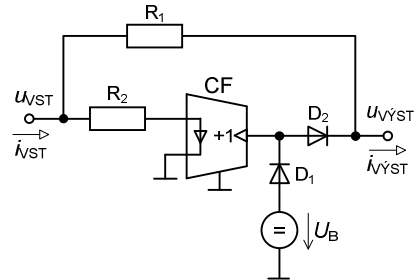 R1
R2
CF
uVST
iVST
+1
D2
uVÝST
iVÝST
D1
=
UB